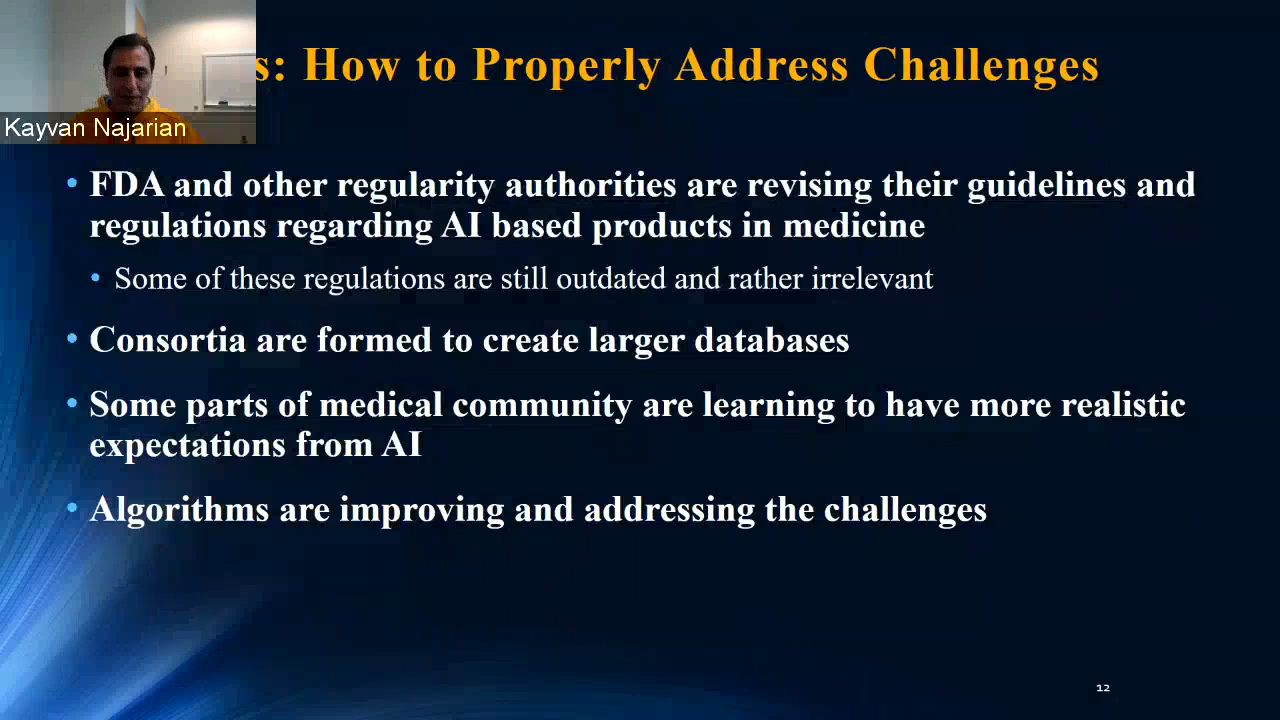 s: How to Properly Address Challenges
Kayvan Najarian
• FDA and other regularity authorities are revising their guidelines and
regulations regarding AI based products in medicine
• Some of these regulations are still outdated and rather irrelevant
• Consortia are formed to create larger databases
• Some parts of medical community are learning to have more realistic
expectations from AI
• Algorithms are improving and addressing the challenges
12